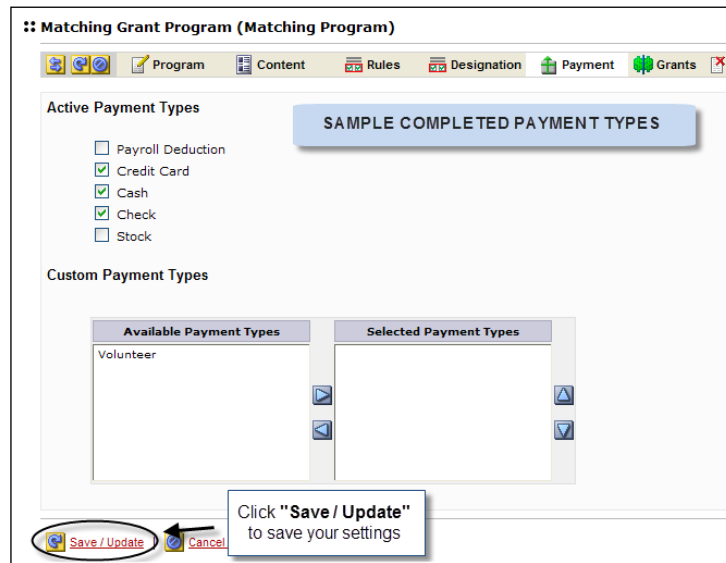 Matching Grant Program (Matching Program)
Program Content Rules Designation Payment Grants
Active Payment Types
SAMPLE COMPLETED PAYMENT TYPES
Payroll Deduction
Credit Card
Cash
Check
Stock
Custom Payment Types
Available Payment Types Selected Payment Types
Volunteer
Click "Save / Update"
to save your settings
Save / Update Cancel